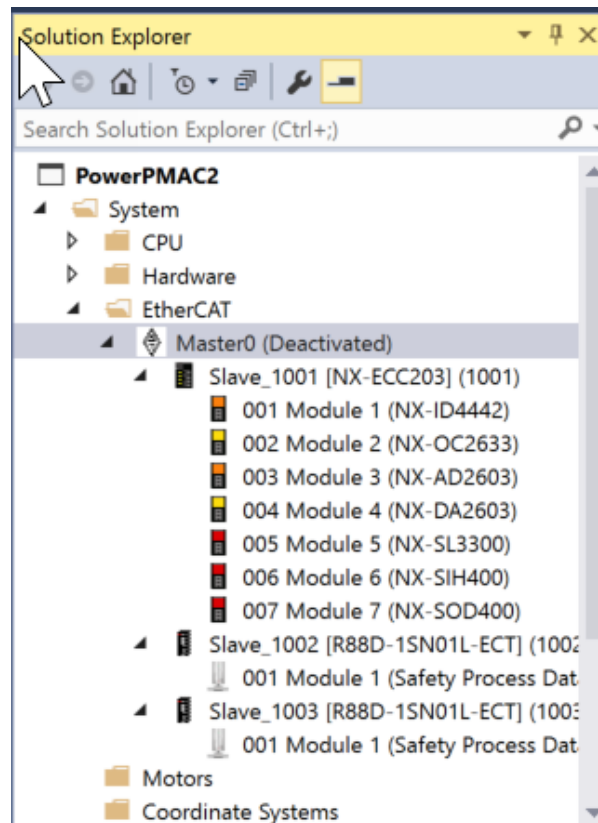 Solution Explorer
Search Solution Explorer (Ctrl+;)
PowerPMAC2
System
CPU
Hardware
EtherCAT
Master0 (Deactivated)
Slave_1001 [NX-ECC203] (1001)
001 Module 1 (NX-ID4442)
002 Module 2 (NX-OC2633)
003 Module 3 (NX-AD2603)
004 Module 4 (NX-DA2603)
005 Module 5 (NX-SL3300)
006 Module 6 (NX-SIH400)
007 Module 7 (NX-SOD400)
Slave_1002 [R88D-1SN01L-ECT] (1002
001 Module 1 (Safety Process Dat
Slave_1003 [R88D-1SN01L-ECT] (1003
001 Module 1 (Safety Process Dat
Motors
Coordinate Systems